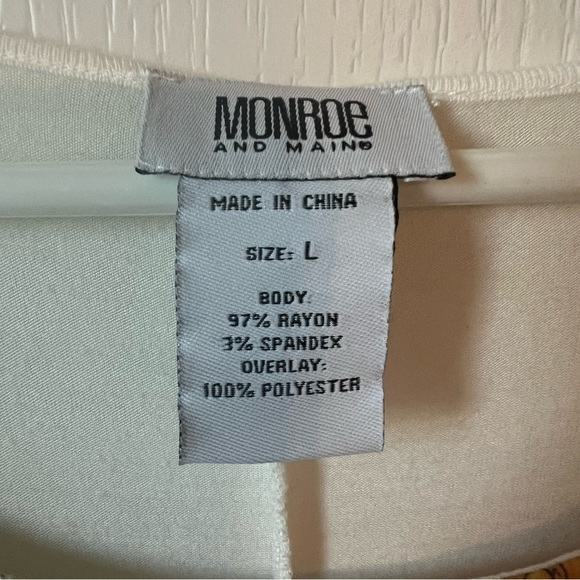 MONROE
AND MAIN®
MADE IN CHINA
SIZE: L
BODY:
97% RAYON
3% SPANDEX
OVERLAY:
100% POLYESTER